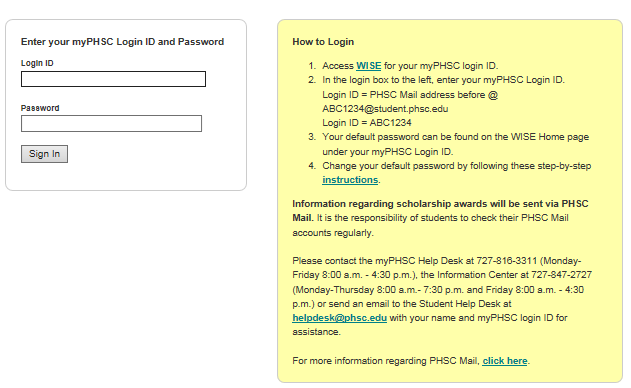 Enter your myPHSC Login ID and Password
Login ID
Password
Sign In
How to Login
1. Access WISE for your myPHSC login ID.
2. In the login box to the left, enter your myPHSC Login ID.
Login ID = PHSC Mail address before @
ABC1234@student.phsc.edu
Login ID = ABC1234
3. Your default password can be found on the WISE Home page
under your myPHSC Login ID.
4. Change your default password by following these step-by-step
instructions.
Information regarding scholarship awards will be sent via PHSC
Mail. It is the responsibility of students to check their PHSC Mail
accounts regularly.
Please contact the myPHSC Help Desk at 727-816-3311 (Monday-
Friday 8:00 a.m. - 4:30 p.m.), the Information Center at 727-847-2727
(Monday-Thursday 8:00 a.m.- 7:30 p.m. and Friday 8:00 a.m. - 4:30
p.m.) or send an email to the Student Help Desk at
helpdesk@phsc.edu with your name and myPHSC login ID for
assistance.
For more information regarding PHSC Mail, click here.